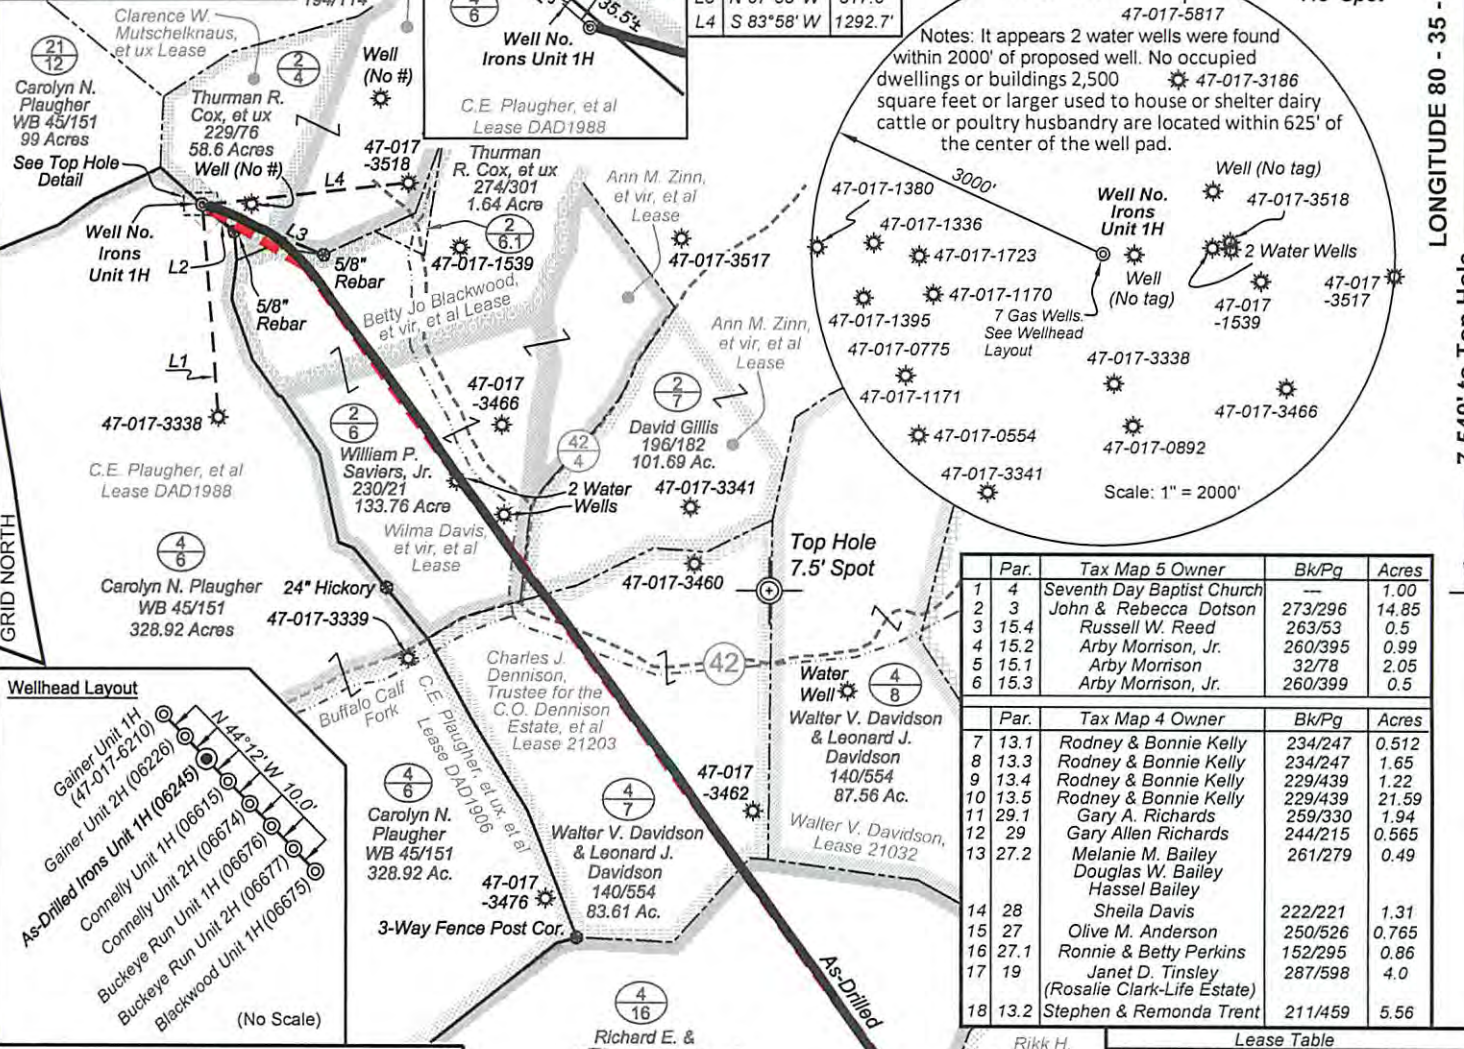 Clarence W.
Mutschelknaus,
et ux Lease
194/114
21
12
Carolyn N.
Plaugher
WB 45/151
99 Acres
See Top Hole
Detail
2
4
Thurman R.
Cox, et ux
229/76
58.6 Acres
Well (No #)
Well
(No #)
47-017
-3518
L4
4
6
35.5'±
Well No.
Irons Unit 1H
C.E. Plaugher, et al
Lease DAD1988
L4 S 83°58' W 1292.7'
Thurman
R. Cox, et ux
274/301
1.64 Acre
2
6.1
47-017-1539
Ann M. Zinn,
et vir, et al
Lease
47-017-3517
Well No.
Irons
Unit 1H
L2
L3
5/8"
Rebar
5/8"
Rebar
Betty Jo Blackwood,
et vir, et al Lease
Ann M. Zinn,
et vir, et al
Lease
L1
47-017-3338
C.E. Plaugher, et al
Lease DAD1988
47-017
-3466
2
6
William P.
Saviers, Jr.
230/21
133.76 Acre
42
4
2
7
David Gillis
196/182
101.69 Ac.
47-017-3341
2 Water
Wells
Wilma Davis,
et vir, et al
Lease
Top Hole
7.5' Spot
47-017-3460
4
6
Carolyn N. Plaugher
WB 45/151
328.92 Acres
24" Hickory
47-017-3339
GRID NORTH
Buffalo Calf
Fork
C.E. Plaugher, et ux, et al
Lease DAD1906
Charles J.
Dennison,
Trustee for the
C.O. Dennison
Estate, et al
Lease 21203
42
Water
Well
4
8
Walter V. Davidson
& Leonard J.
Davidson
140/554
87.56 Ac.
Walter V. Davidson,
Lease 21032
47-017
-3462
4
6
Carolyn N.
Plaugher
WB 45/151
328.92 Ac.
4
7
Walter V. Davidson
& Leonard J.
Davidson
140/554
83.61 Ac.
47-017
-3476
3-Way Fence Post Cor.
As-Drilled
4
16
Richard E. &
Rikk H.
Wellhead Layout
Gainer Unit 1H
(47-017-6210)
Gainer Unit 2H (06226)
As-Drilled Irons Unit 1H (06245)
Connelly Unit 1H (06615)
Connelly Unit 2H (06674)
Buckeye Run Unit 1H (06676)
Buckeye Run Unit 2H (06677)
Blackwood Unit 1H (06675)
N 44°12' W 10.0'
(No Scale)
47-017-5817
Notes: It appears 2 water wells were found
within 2000' of proposed well. No occupied
dwellings or buildings 2,500
47-017-3186
square feet or larger used to house or shelter dairy
cattle or poultry husbandry are located within 625' of
the center of the well pad.
3000'
47-017-1380
47-017-1336
47-017-1723
47-017-1170
47-017-1395
47-017-0775
47-017-1171
47-017-0554
47-017-3341
Well No.
Irons
Unit 1H
Well (No tag)
47-017-3518
2 Water Wells
Well
(No tag)
47-017
-1539
47-017
-3517
7 Gas Wells.
See Wellhead
Layout
47-017-3338
47-017-3466
47-017-0892
Scale: 1" = 2000'
LONGITUDE 80 - 35 -
Par. Tax Map 5 Owner Bk/Pg Acres
1 4 Seventh Day Baptist Church --- 1.00
2 3 John & Rebecca Dotson 273/296 14.85
3 15.4 Russell W. Reed 263/53 0.5
4 15.2 Arby Morrison, Jr. 260/395 0.99
5 15.1 Arby Morrison 32/78 2.05
6 15.3 Arby Morrison, Jr. 260/399 0.5
Par. Tax Map 4 Owner Bk/Pg Acres
7 13.1 Rodney & Bonnie Kelly 234/247 0.512
8 13.3 Rodney & Bonnie Kelly 234/247 1.65
9 13.4 Rodney & Bonnie Kelly 229/439 1.22
10 13.5 Rodney & Bonnie Kelly 229/439 21.59
11 29.1 Gary A. Richards 259/330 1.94
12 29 Gary Allen Richards 244/215 0.565
13 27.2 Melanie M. Bailey 261/279 0.49
Douglas W. Bailey
Hassel Bailey
14 28 Sheila Davis 222/221 1.31
15 27 Olive M. Anderson 250/526 0.765
16 27.1 Ronnie & Betty Perkins 152/295 0.86
17 19 Janet D. Tinsley 287/598 4.0
(Rosalie Clark-Life Estate)
18 13.2 Stephen & Remonda Trent 211/459 5.56
Lease Table